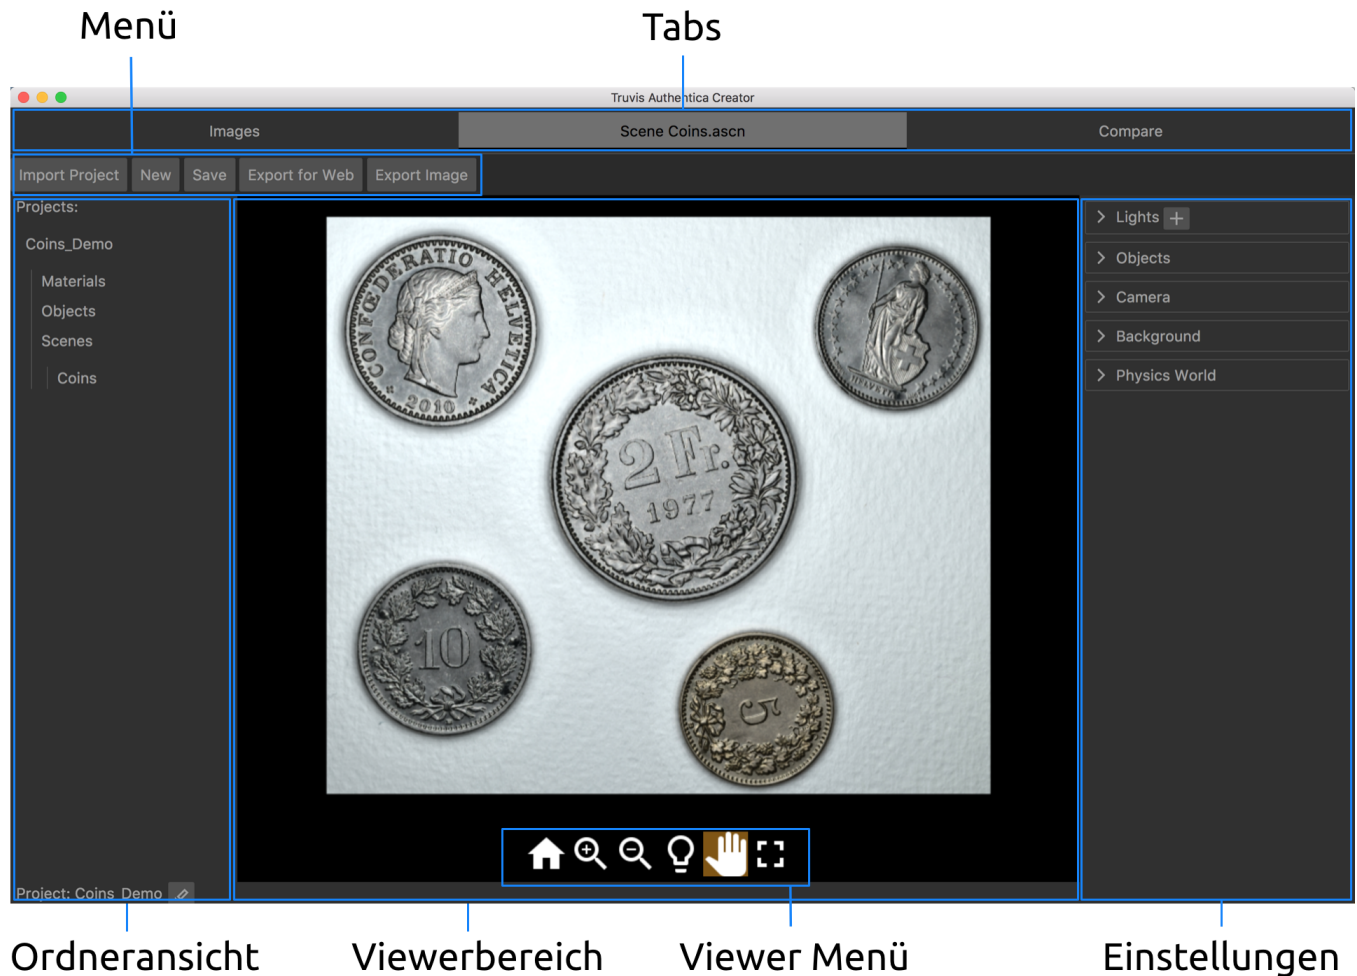 Menü
Tabs
Truvis Authentica Creator
Images
Scene Coins.ascn
Compare
Import Project
New
Save
Export for Web
Export Image
Projects:
Coins_Demo
Materials
Objects
Scenes
Coins
CONFŒDERATIO HELVETICA
2010
HELVETIA
2 Fr.
1977
10
5
Lights
Objects
Camera
Background
Physics World
Project: Coins_Demo
Ordneransicht
Viewerbereich
Viewer Menü
Einstellungen